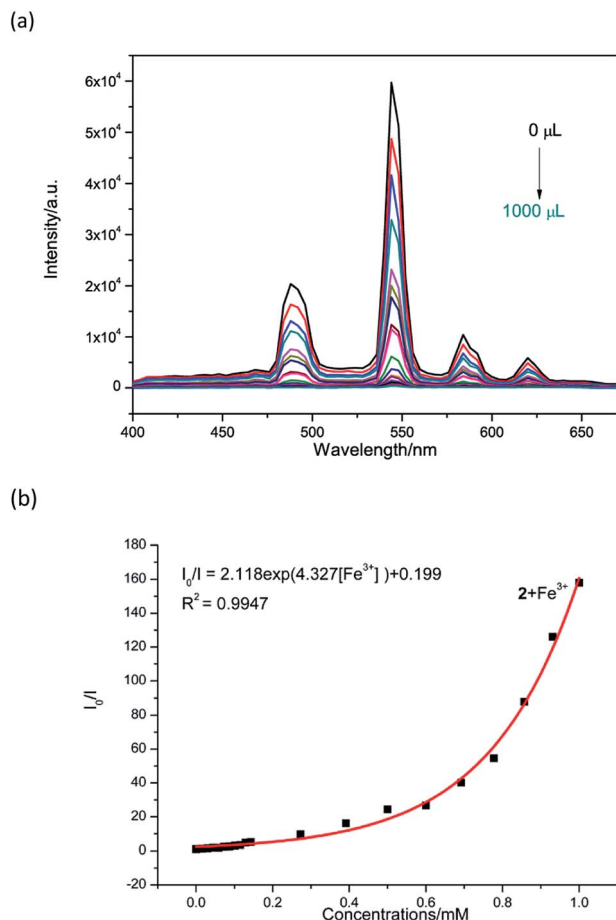 (a)
6x10⁴
5x10⁴
4x10⁴
3x10⁴
2x10⁴
1x10⁴
0
Intensity/a.u.
0 μL
1000 μL
400 450 500 550 600 650
Wavelength/nm
(b)
180
160
140
120
100
80
60
40
20
0
-20
I₀/I
I₀/I = 2.118exp(4.327[Fe³⁺] )+0.199
R² = 0.9947
2+Fe³⁺
0.0 0.2 0.4 0.6 0.8 1.0
Concentrations/mM